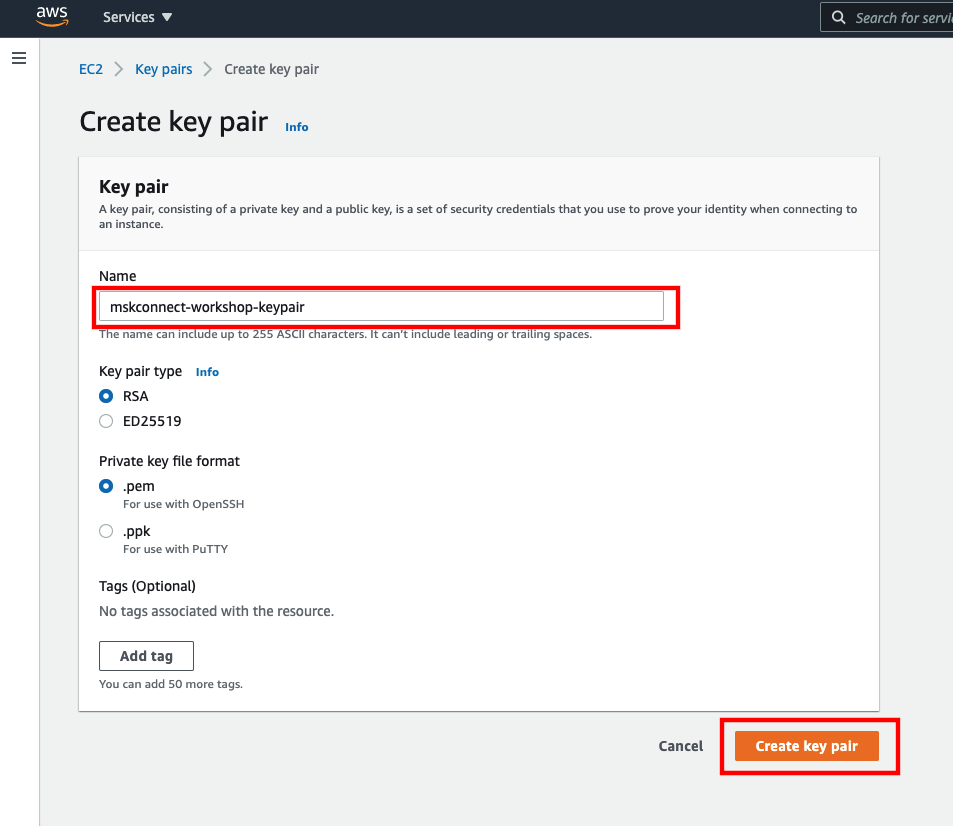 aws
Services
Search for servi
EC2 Key pairs Create key pair
Create key pair Info
Key pair
A key pair, consisting of a private key and a public key, is a set of security credentials that you use to prove your identity when connecting to
an instance.
Name
mskconnect-workshop-keypair
The name can include up to 255 ASCII characters. It can't include leading or trailing spaces.
Key pair type Info
RSA
ED25519
Private key file format
.pem
For use with OpenSSH
.ppk
For use with PuTTY
Tags (Optional)
No tags associated with the resource.
Add tag
You can add 50 more tags.
Cancel Create key pair